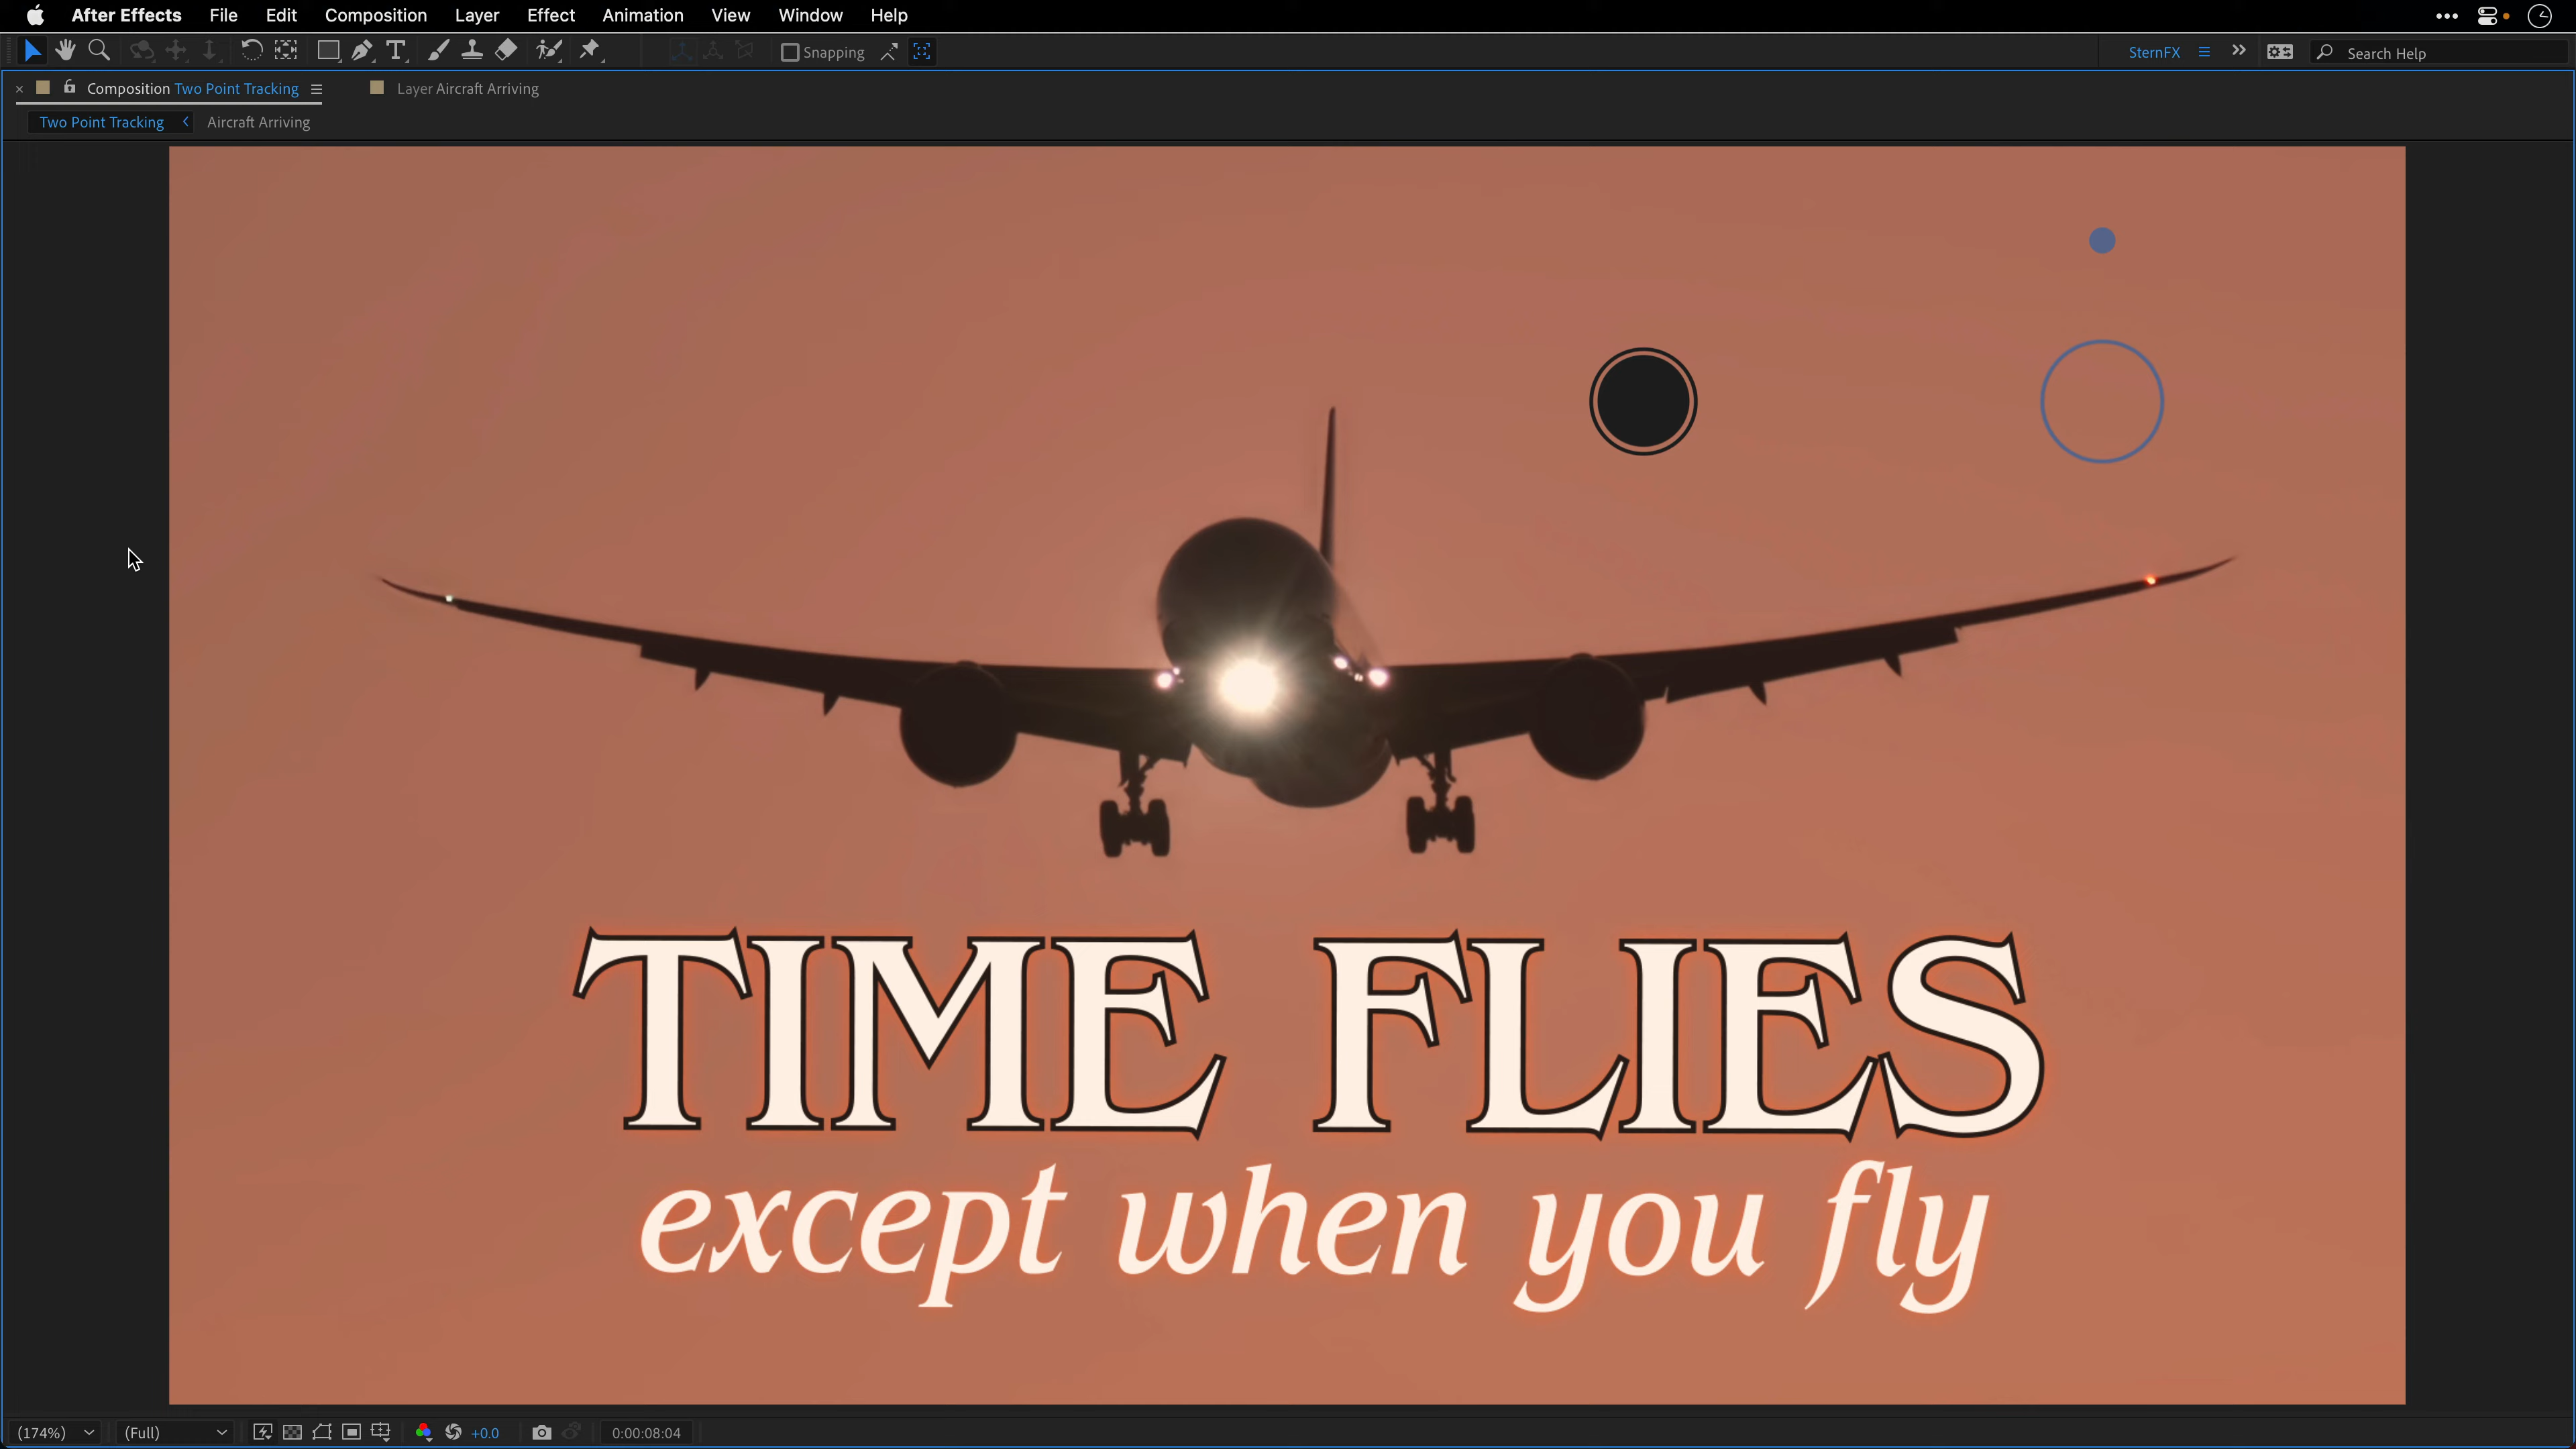 After Effects File Edit Composition Layer Effect Animation View Window Help
Snapping SternFX Search Help
Composition Two Point Tracking Layer Aircraft Arriving
Two Point Tracking Aircraft Arriving
TIME FLIES
except when you fly
(174%) (Full) +0.0 0:00:08:04